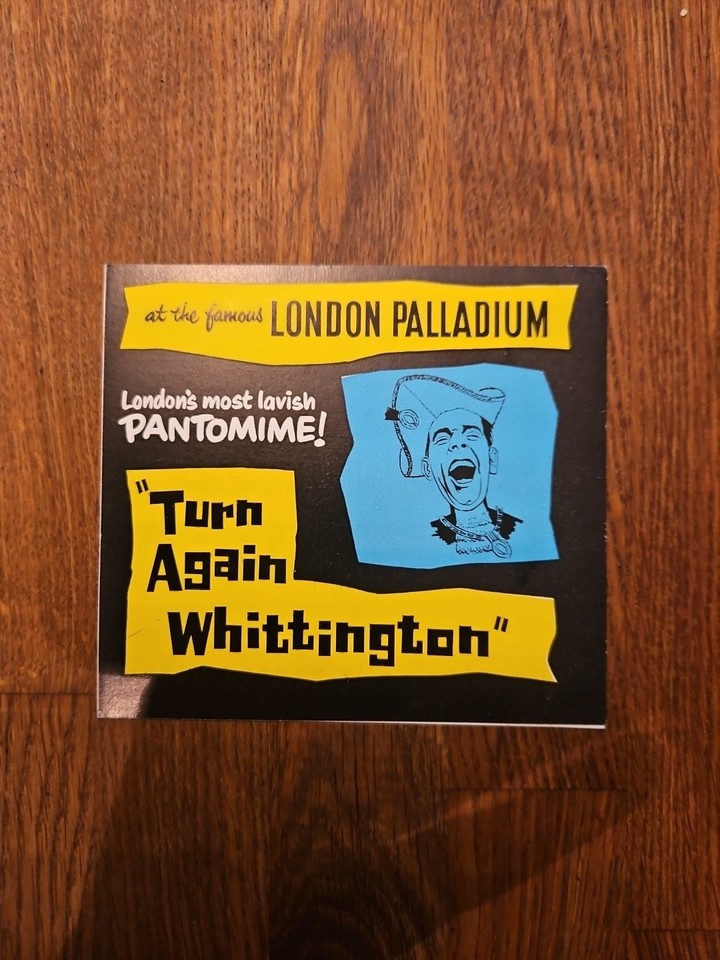 at the famous LONDON PALLADIUM
London's most lavish
PANTOMIME!
"Turn
Again
Whittington"